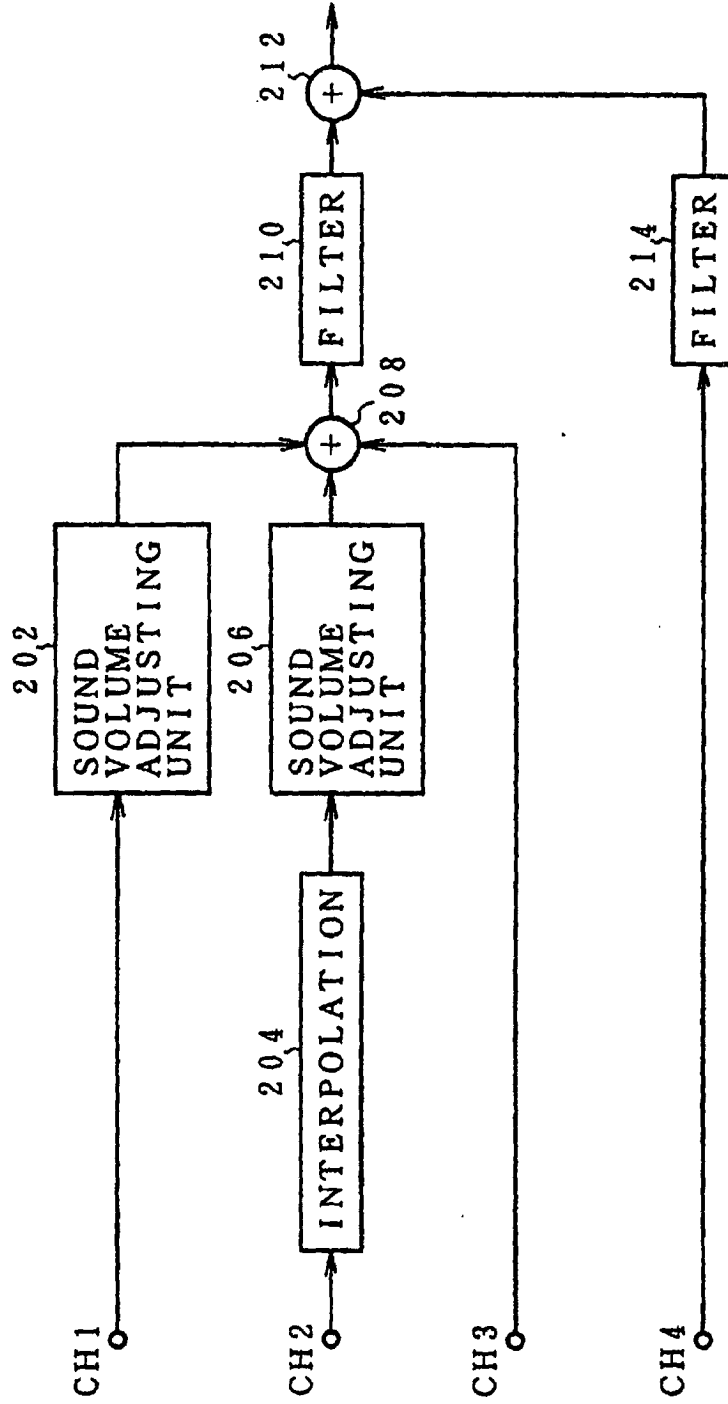 CH1
202
SOUND
VOLUME
ADJUSTING
UNIT
CH2
204
INTERPOLATION
206
SOUND
VOLUME
ADJUSTING
UNIT
+
208
210
FILTER
+
212
CH3
CH4
214
FILTER